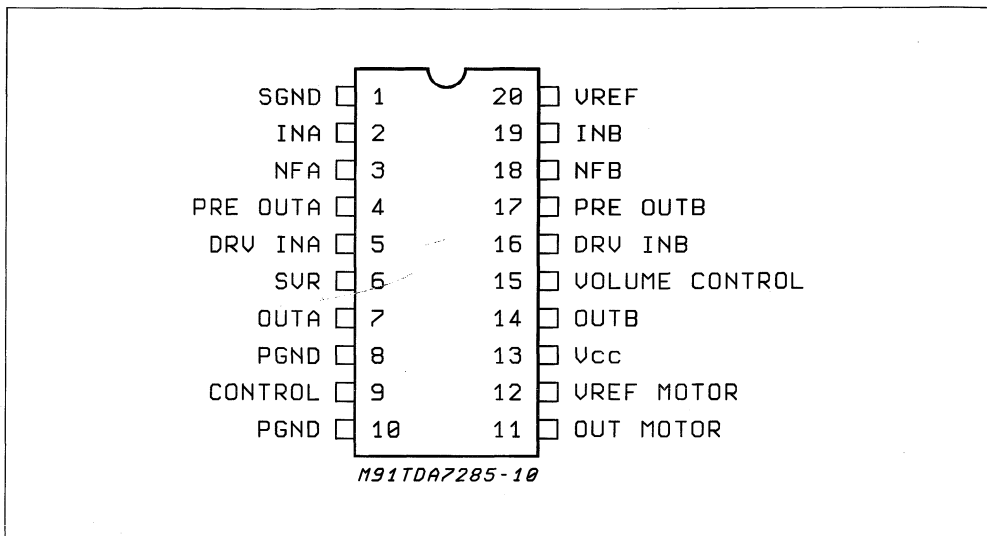 SGND 1 20 VREF
INA 2 19 INB
NFA 3 18 NFB
PRE OUTA 4 17 PRE OUTB
DRV INA 5 16 DRV INB
SVR 6 15 VOLUME CONTROL
OUTA 7 14 OUTB
PGND 8 13 Vcc
CONTROL 9 12 VREF MOTOR
PGND 10 11 OUT MOTOR
M91TDA7285-10